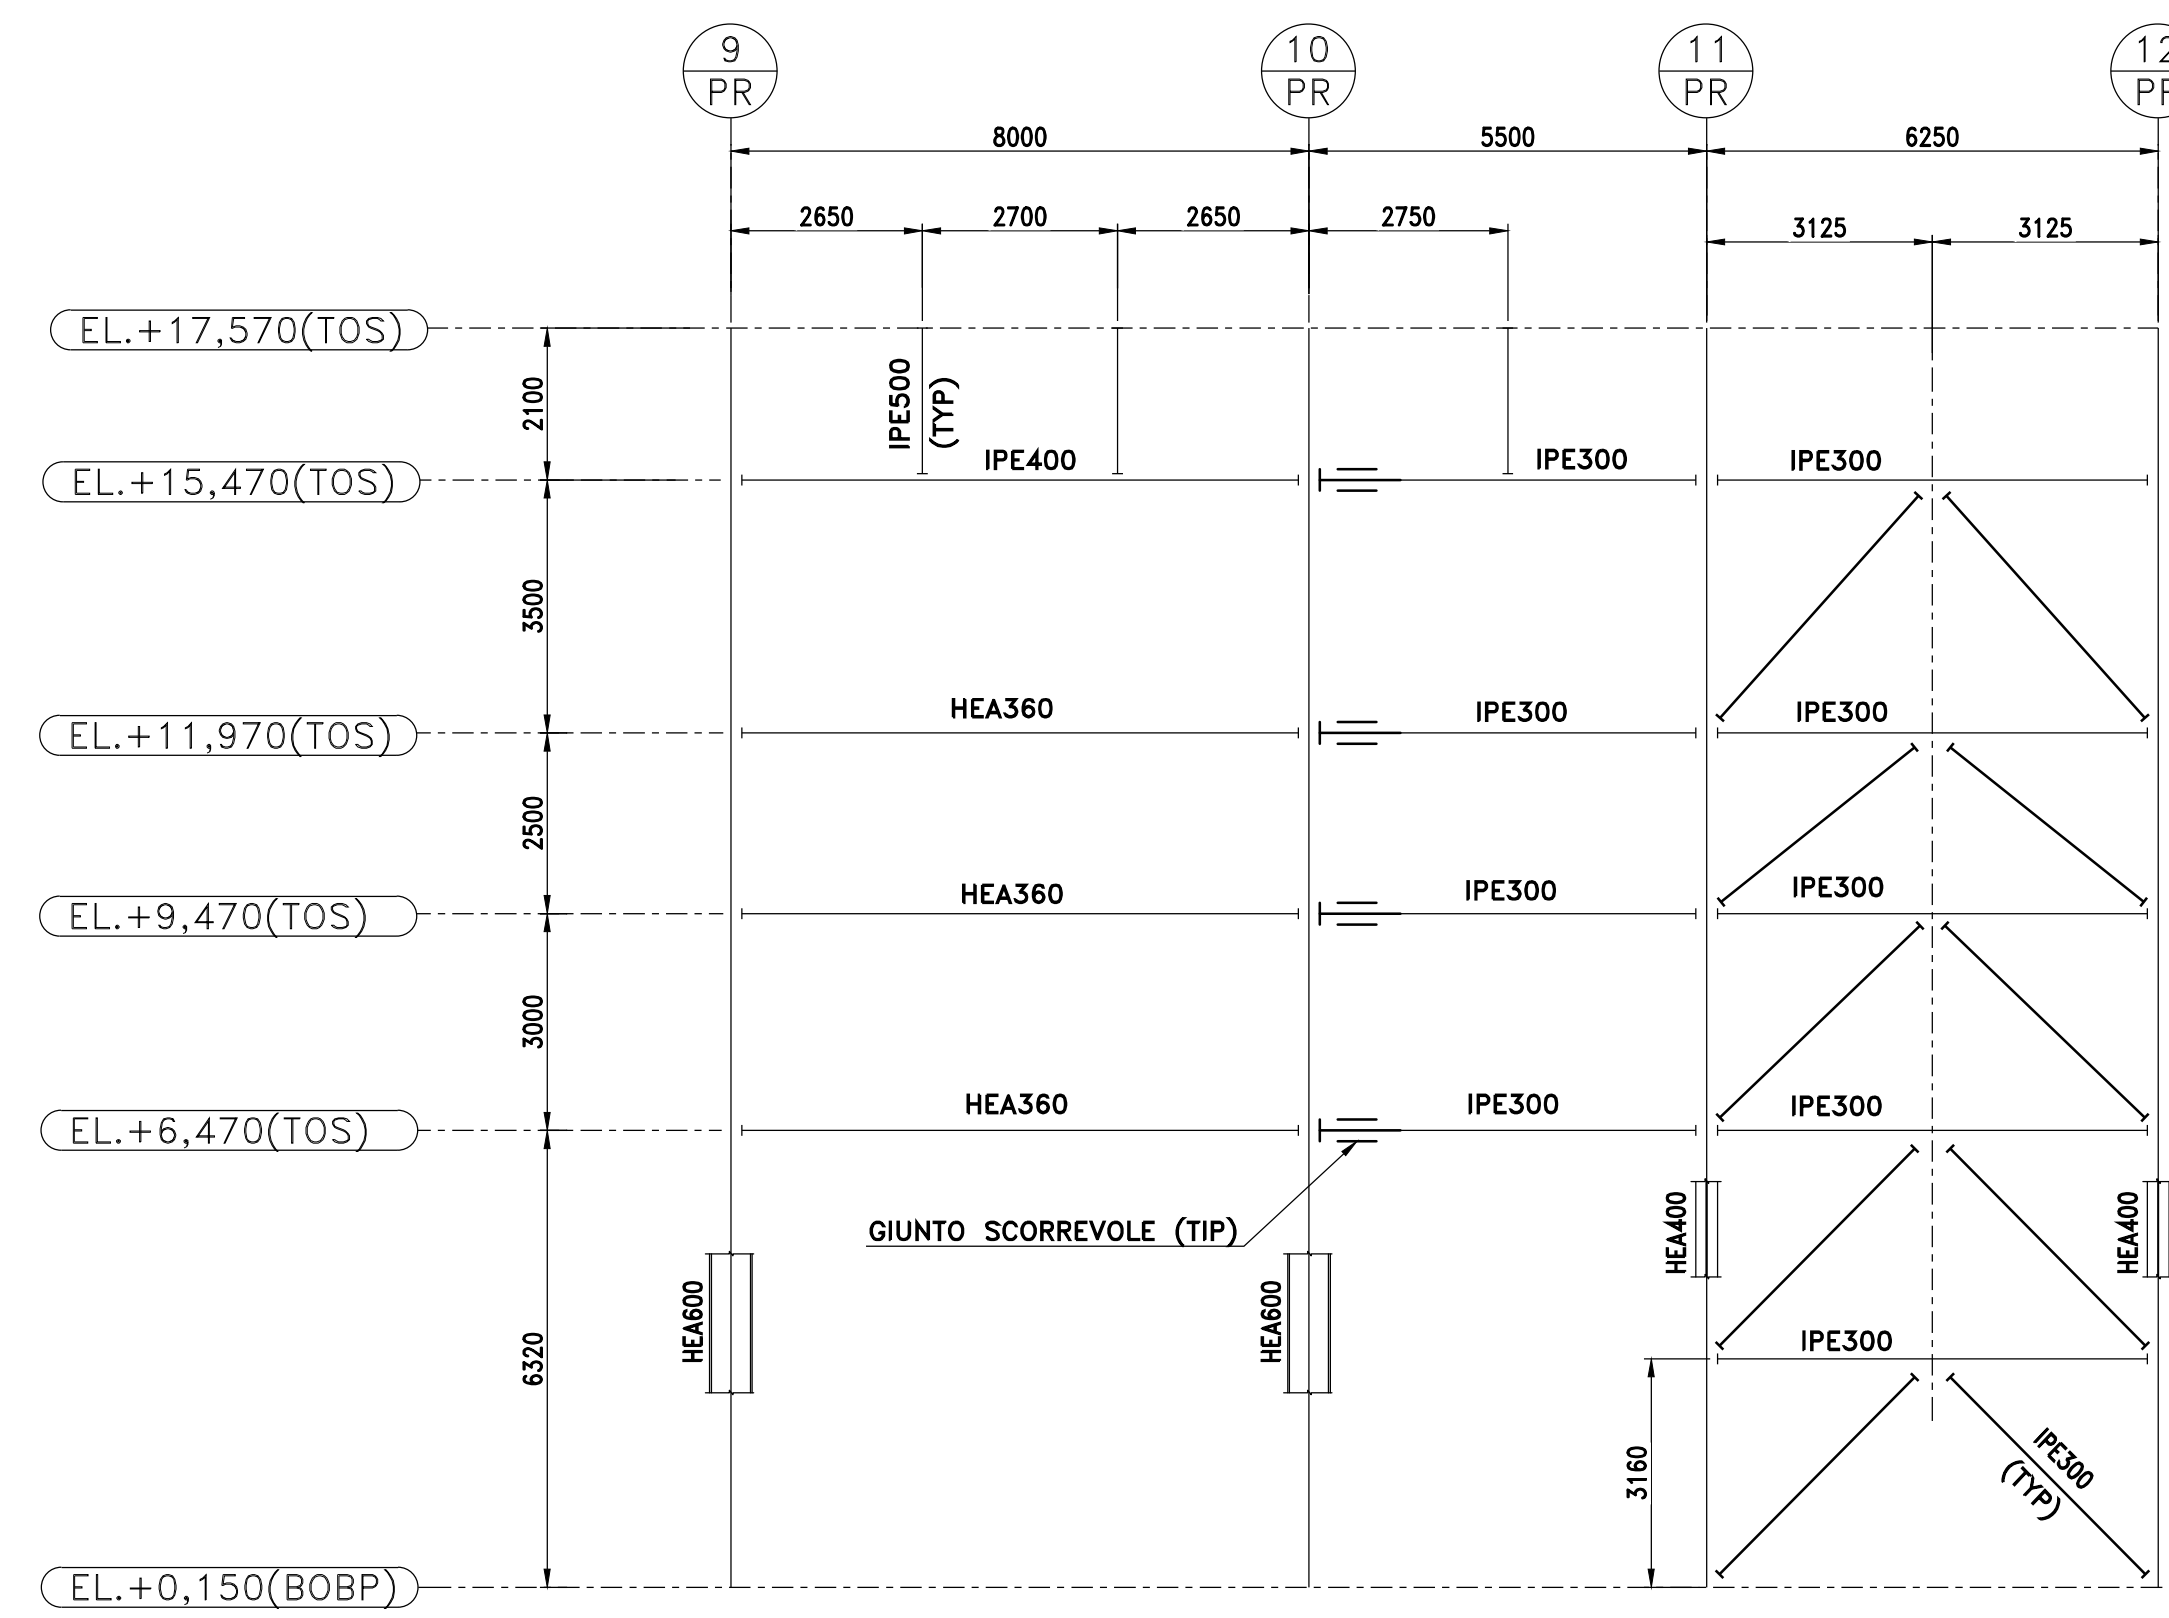 9
PR
10
PR
11
PR
12
PR
8000
5500
6250
2650
2700
2650
2750
3125
3125
EL.+17,570(TOS)
2100
IPE500
(TYP)
EL.+15,470(TOS)
IPE400
IPE300
IPE300
3500
EL.+11,970(TOS)
HEA360
IPE300
IPE300
2500
EL.+9,470(TOS)
HEA360
IPE300
IPE300
3000
EL.+6,470(TOS)
HEA360
IPE300
IPE300
GIUNTO SCORREVOLE (TIP)
HEA400
HEA400
HEA600
HEA600
6320
IPE300
3160
IPE300
(TYP)
EL.+0,150(BOBP)